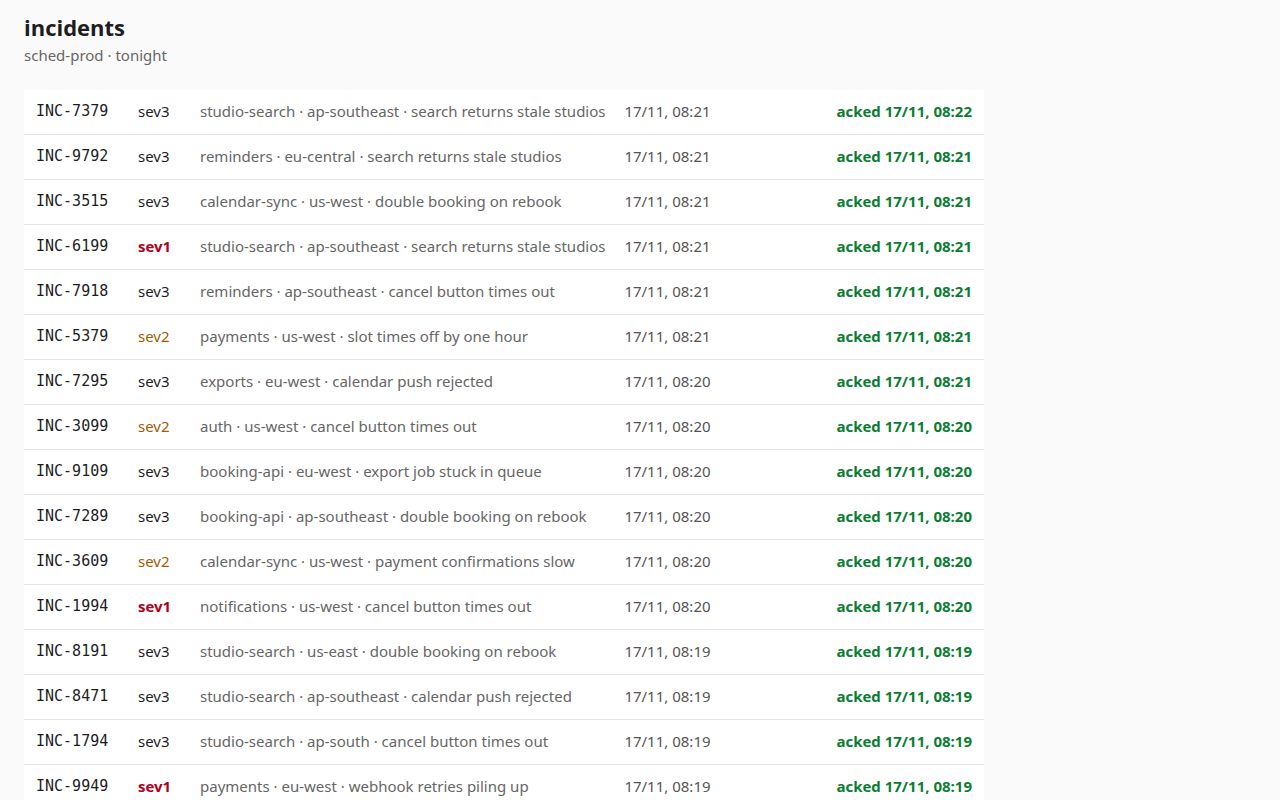 incidents
sched-prod · tonight
INC-7379 sev3 studio-search · ap-southeast · search returns stale studios 17/11, 08:21 acked 17/11, 08:22
INC-9792 sev3 reminders · eu-central · search returns stale studios 17/11, 08:21 acked 17/11, 08:21
INC-3515 sev3 calendar-sync · us-west · double booking on rebook 17/11, 08:21 acked 17/11, 08:21
INC-6199 sev1 studio-search · ap-southeast · search returns stale studios 17/11, 08:21 acked 17/11, 08:21
INC-7918 sev3 reminders · ap-southeast · cancel button times out 17/11, 08:21 acked 17/11, 08:21
INC-5379 sev2 payments · us-west · slot times off by one hour 17/11, 08:21 acked 17/11, 08:21
INC-7295 sev3 exports · eu-west · calendar push rejected 17/11, 08:20 acked 17/11, 08:21
INC-3099 sev2 auth · us-west · cancel button times out 17/11, 08:20 acked 17/11, 08:20
INC-9109 sev3 booking-api · eu-west · export job stuck in queue 17/11, 08:20 acked 17/11, 08:20
INC-7289 sev3 booking-api · ap-southeast · double booking on rebook 17/11, 08:20 acked 17/11, 08:20
INC-3609 sev2 calendar-sync · us-west · payment confirmations slow 17/11, 08:20 acked 17/11, 08:20
INC-1994 sev1 notifications · us-west · cancel button times out 17/11, 08:20 acked 17/11, 08:20
INC-8191 sev3 studio-search · us-east · double booking on rebook 17/11, 08:19 acked 17/11, 08:19
INC-8471 sev3 studio-search · ap-southeast · calendar push rejected 17/11, 08:19 acked 17/11, 08:19
INC-1794 sev3 studio-search · ap-south · cancel button times out 17/11, 08:19 acked 17/11, 08:19
INC-9949 sev1 payments · eu-west · webhook retries piling up 17/11, 08:19 acked 17/11, 08:19